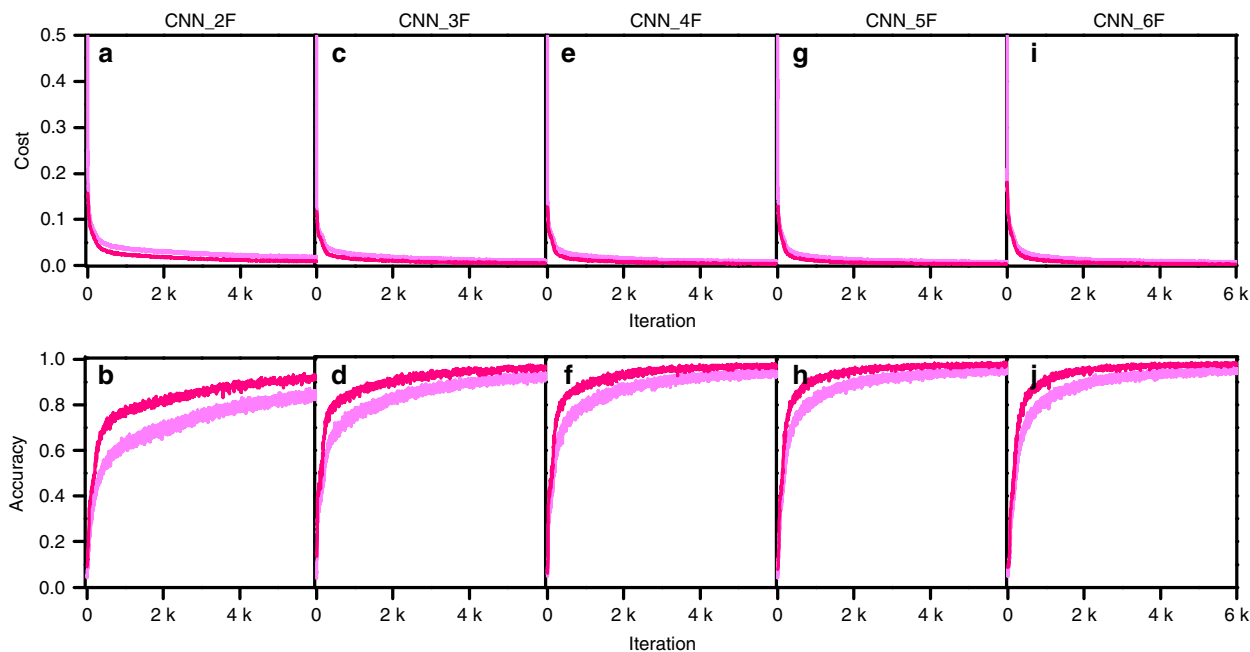 CNN_2F CNN_3F CNN_4F CNN_5F CNN_6F
a c e g i
0.5
0.4
0.3
0.2
0.1
0.0
Cost
0 2 k 4 k 0 2 k 4 k 0 2 k 4 k 0 2 k 4 k 0 2 k 4 k 6 k
Iteration
b d f h j
1.0
0.8
0.6
0.4
0.2
0.0
Accuracy
0 2 k 4 k 0 2 k 4 k 0 2 k 4 k 0 2 k 4 k 0 2 k 4 k 6 k
Iteration